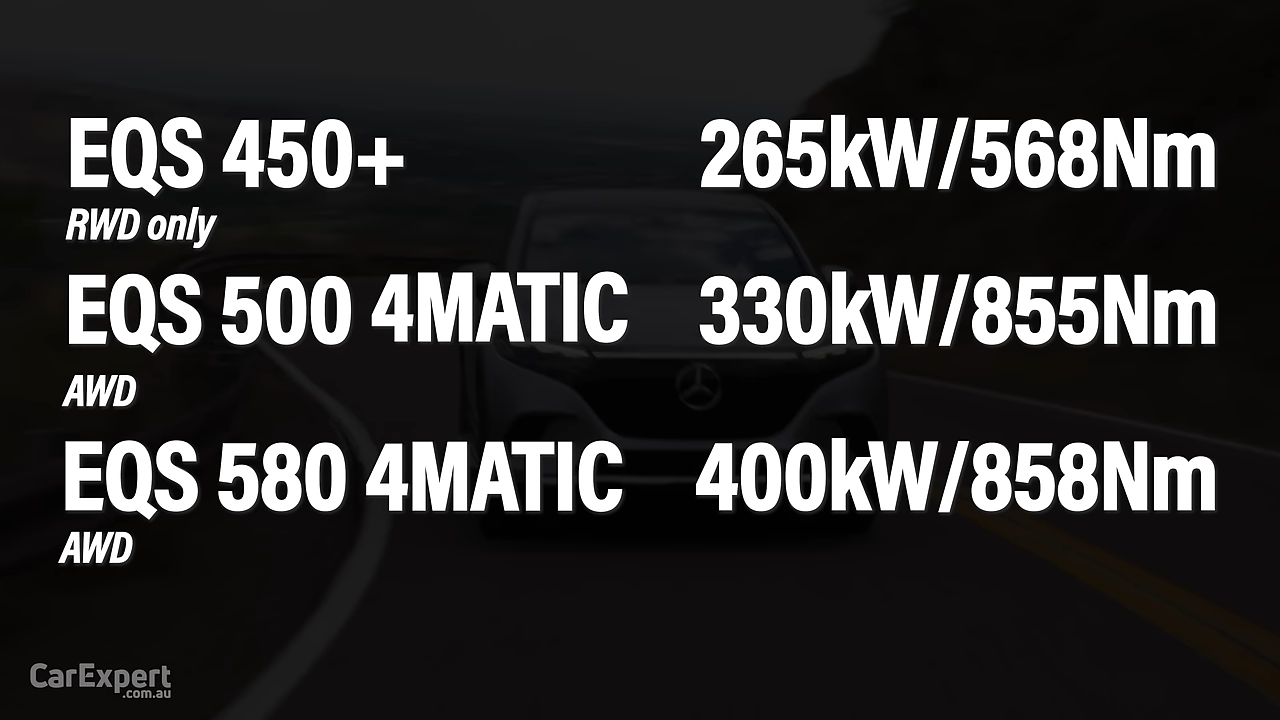 EQS 450+ 265kW/568Nm
RWD only
EQS 500 4MATIC 330kW/855Nm
AWD
EQS 580 4MATIC 400kW/858Nm
AWD
CarExpert
.com.au